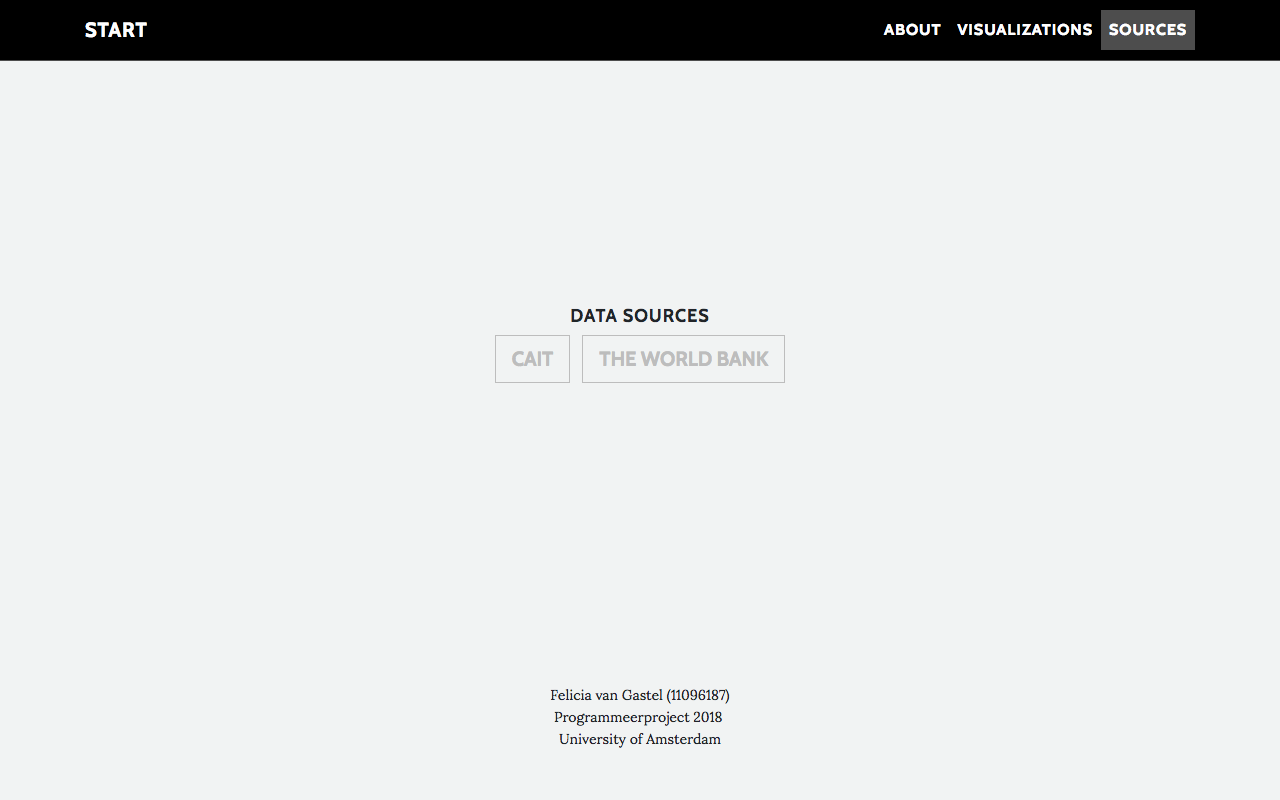 START
ABOUT VISUALIZATIONS SOURCES
DATA SOURCES
CAIT THE WORLD BANK
Felicia van Gastel (11096187)
Programmeerproject 2018
University of Amsterdam